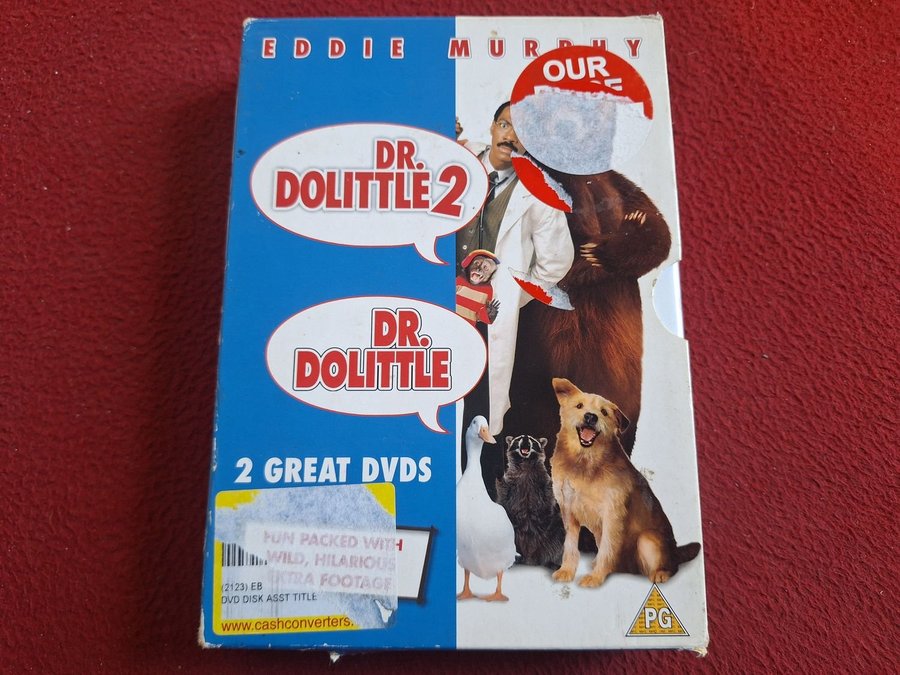 EDDIE MURPHY
OUR
DR.
DOLITTLE 2
DR.
DOLITTLE
2 GREAT DVDS
FUN PACKED WITH
WILD, HILARIOUS
EXTRA FOOTAGE
(2123) EB
DVD DISK ASST TITLE
www.cashconverters.
PG